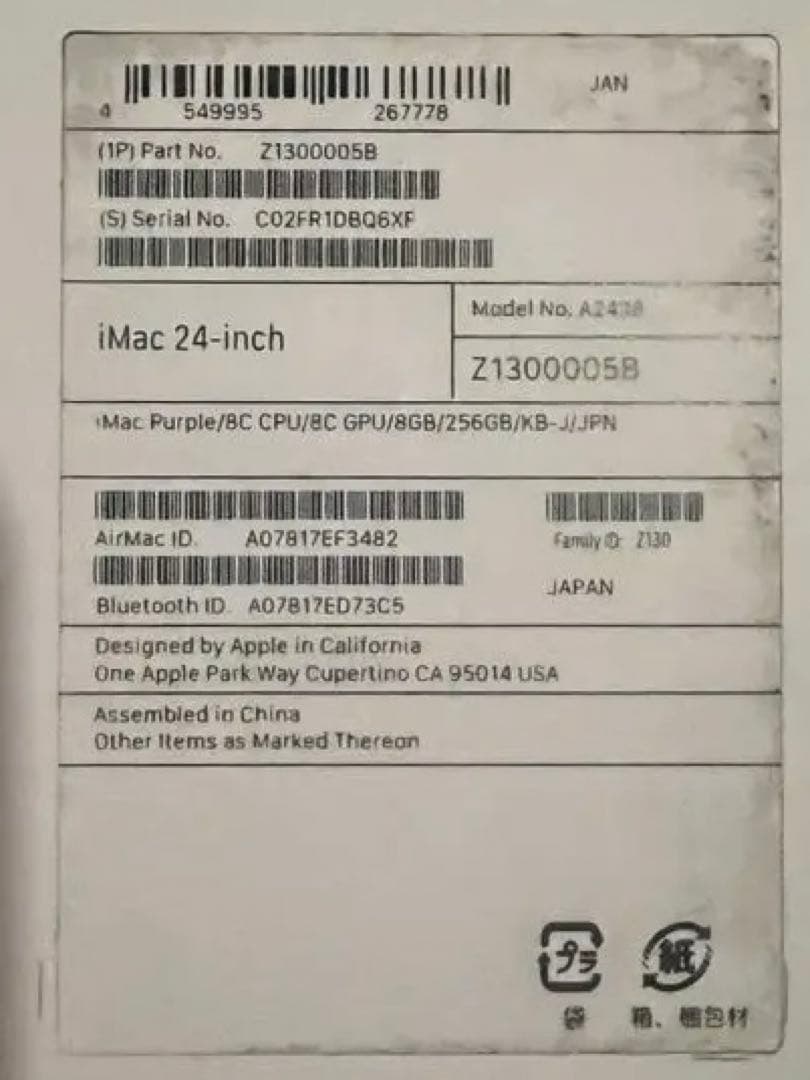 JAN
4 549995 267778
(1P) Part No. Z1300005B
(S) Serial No. C02FR1DBQ6XF
iMac 24-inch
Model No. A2438
Z1300005B
iMac Purple/8C CPU/8C GPU/8GB/256GB/KB-J/JPN
AirMac ID. A07817EF3482
Family ID: Z130
Bluetooth ID A07817ED73C5
JAPAN
Designed by Apple in California
One Apple Park Way Cupertino CA 95014 USA
Assembled in China
Other Items as Marked Thereon
プラ 紙
袋 箱、梱包材